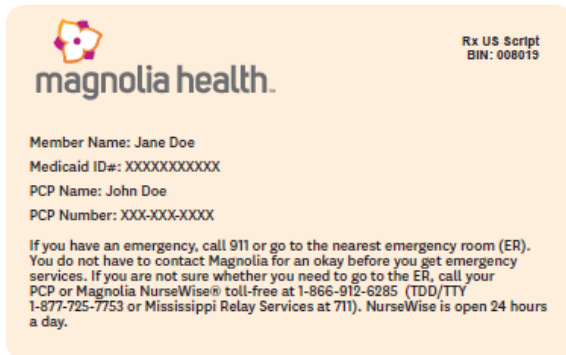 Rx US Script
BIN: 008019
magnolia health™
Member Name: Jane Doe
Medicaid ID#: XXXXXXXXXXX
PCP Name: John Doe
PCP Number: XXX-XXX-XXXX
If you have an emergency, call 911 or go to the nearest emergency room (ER).
You do not have to contact Magnolia for an okay before you get emergency
services. If you are not sure whether you need to go to the ER, call your
PCP or Magnolia NurseWise® toll-free at 1-866-912-6285 (TDD/TTY
1-877-725-7753 or Mississippi Relay Services at 711). NurseWise is open 24 hours
a day.